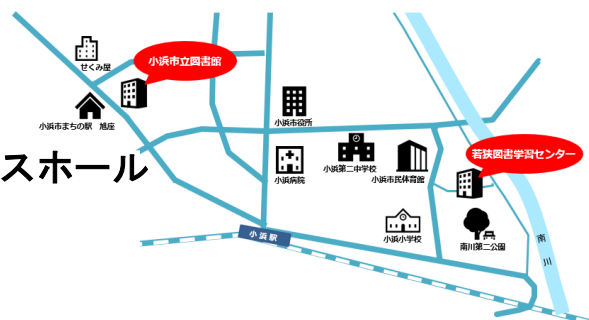 せくみ屋
小浜市立図書館
小浜市まちの駅 旭座
小浜市役所
スホール
小浜病院
小浜第二中学校
小浜市民体育館
若狭図書学習センター
小浜小学校
南川第二公園
小浜駅
南川